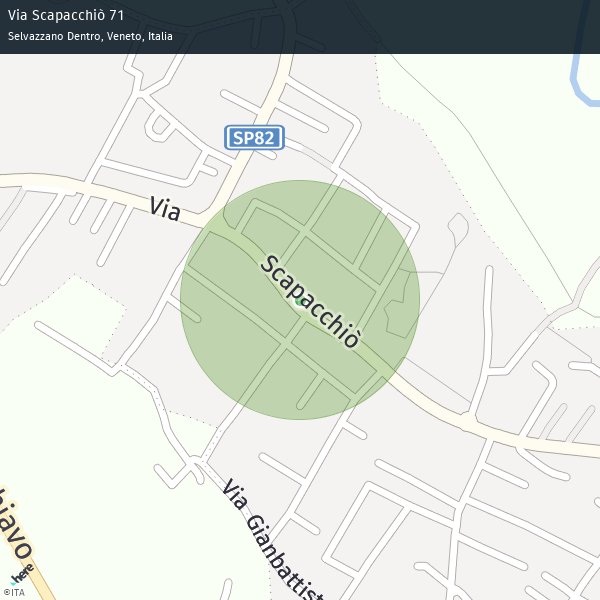 Via Scapacchiò 71
Selvazzano Dentro, Veneto, Italia
SP82
Via
Scapacchiò
Via Gianbattist
hiavo
here
©ITA